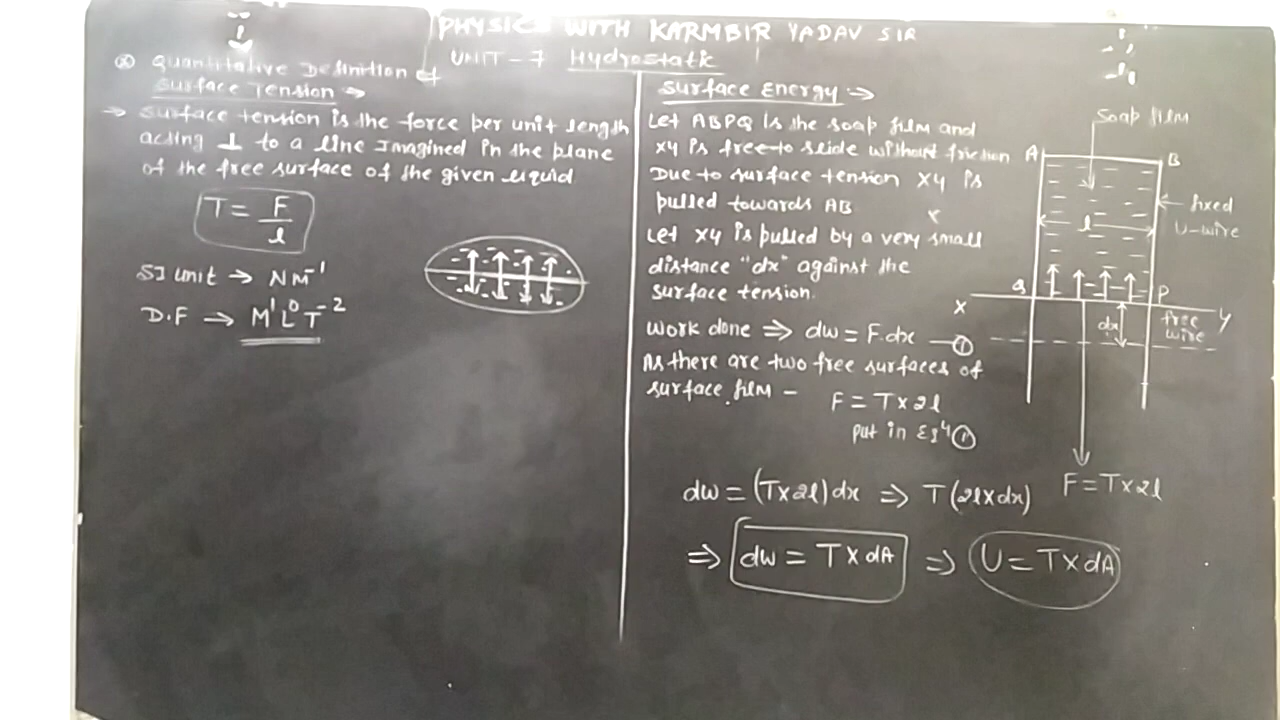 PHYSICS WITH KARMBIR YADAV SIR
UNIT-7 Hydrostatic
Quantitative Definition of
Surface Tension →
→ Surface tension is the force per unit length
acting ⊥ to a line Imagined in the plane
of the free surface of the given liquid
T = F/l
SI unit → NM⁻¹
D.F → M¹L⁰T⁻²
Surface Energy →
Let ABPQ is the soap film and
xy is free to slide without friction
Due to surface tension xy is
pulled towards AB
Let xy is pulled by a very small
distance "dx" against the
surface tension.
Work done ⇒ dw = F.dx —①
As there are two free surfaces of
surface film - F = T×2l
put in Eqⁿ ①
dw = (T×2l)dx ⇒ T(2l×dx)
⇒ dw = T×dA ⇒ U = T×dA
Soap film
A
B
fixed
U-wire
l
Q
P
X
Y
dx
free
wire
F = T×2l